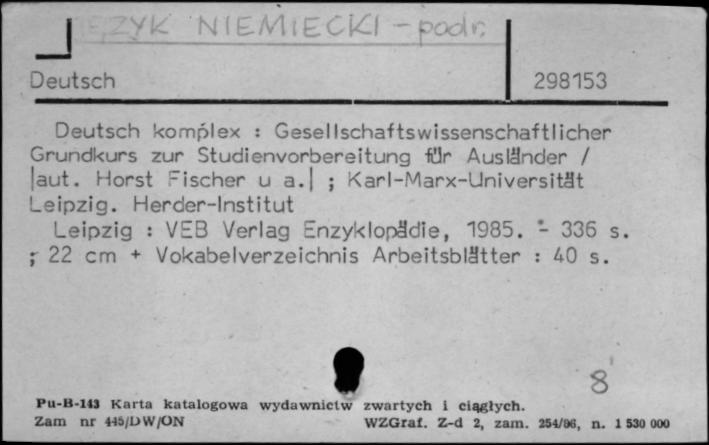 JĘZYK NIEMIECKI - podr.
Deutsch 298153
Deutsch komplex : Gesellschaftswissenschaftlicher
Grundkurs zur Studienvorbereitung für Ausländer /
|aut. Horst Fischer u a.| ; Karl-Marx-Universität
Leipzig. Herder-Institut
Leipzig : VEB Verlag Enzyklopädie, 1985. - 336 s.
; 22 cm + Vokabelverzeichnis Arbeitsblätter : 40 s.
8
Pu-B-143 Karta katalogowa wydawnictw zwartych i ciągłych.
Zam nr 445/DW/ON WZGraf. Z-d 2, zam. 254/96, n. 1 530 000